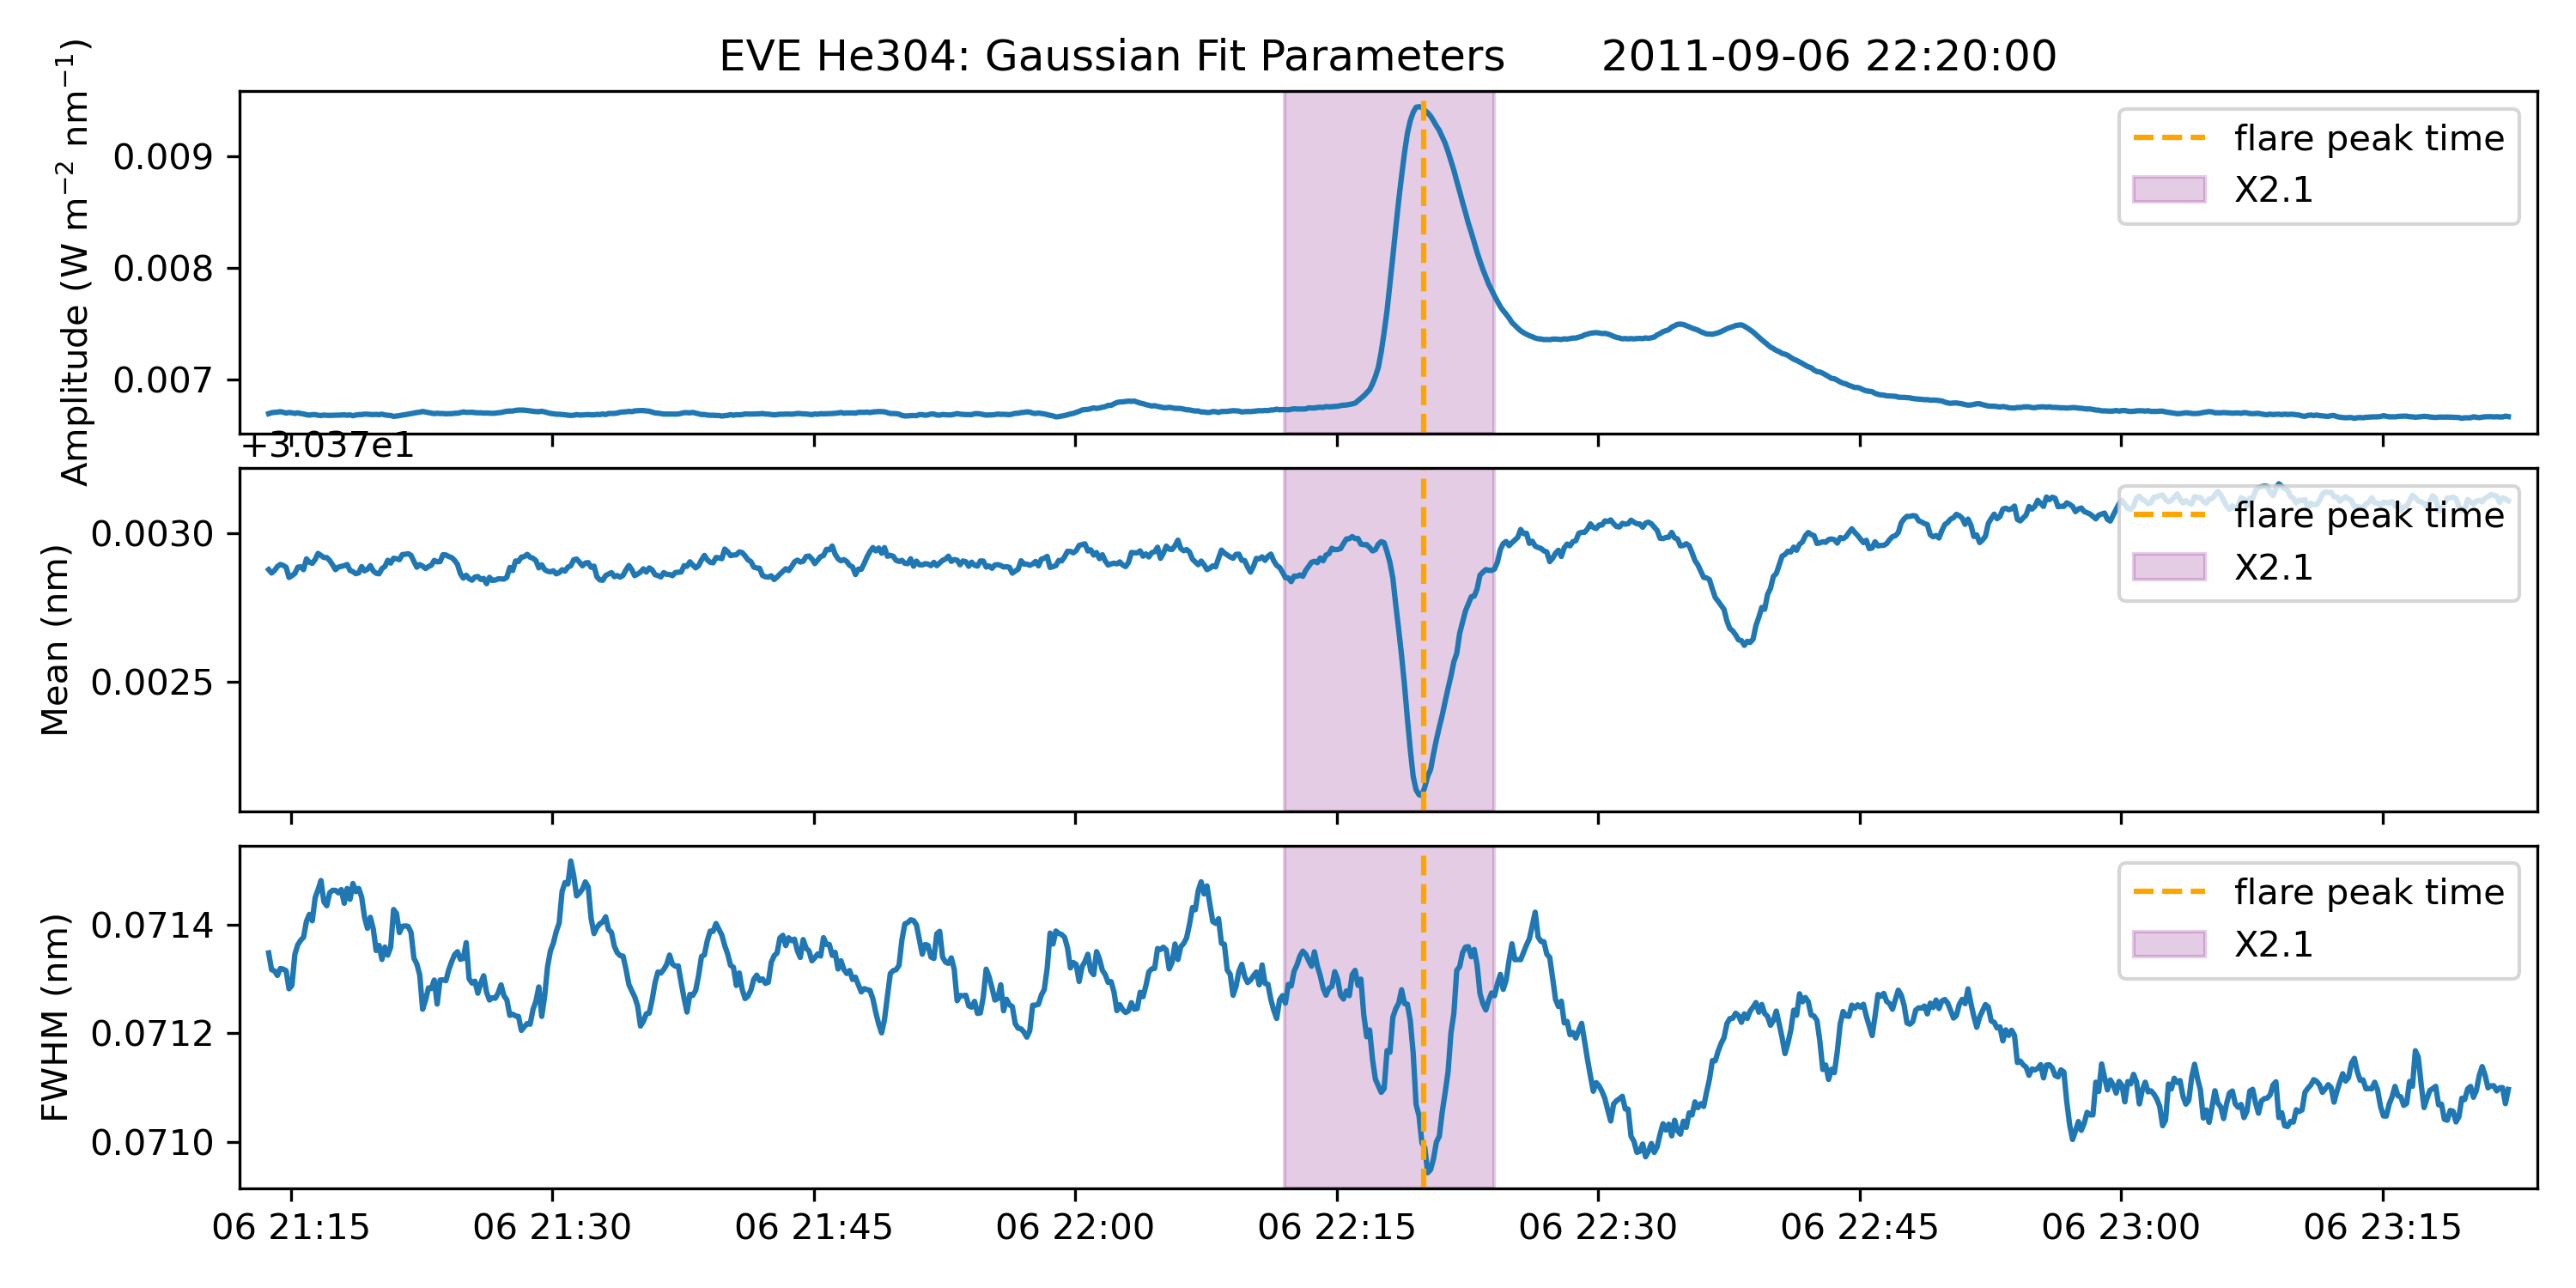 EVE He304: Gaussian Fit Parameters 2011-09-06 22:20:00
Amplitude (W m⁻² nm⁻¹)
0.009
0.008
0.007
flare peak time
X2.1
+3.037e1
Mean (nm)
0.0030
0.0025
flare peak time
X2.1
FWHM (nm)
0.0714
0.0712
0.0710
flare peak time
X2.1
06 21:15 06 21:30 06 21:45 06 22:00 06 22:15 06 22:30 06 22:45 06 23:00 06 23:15